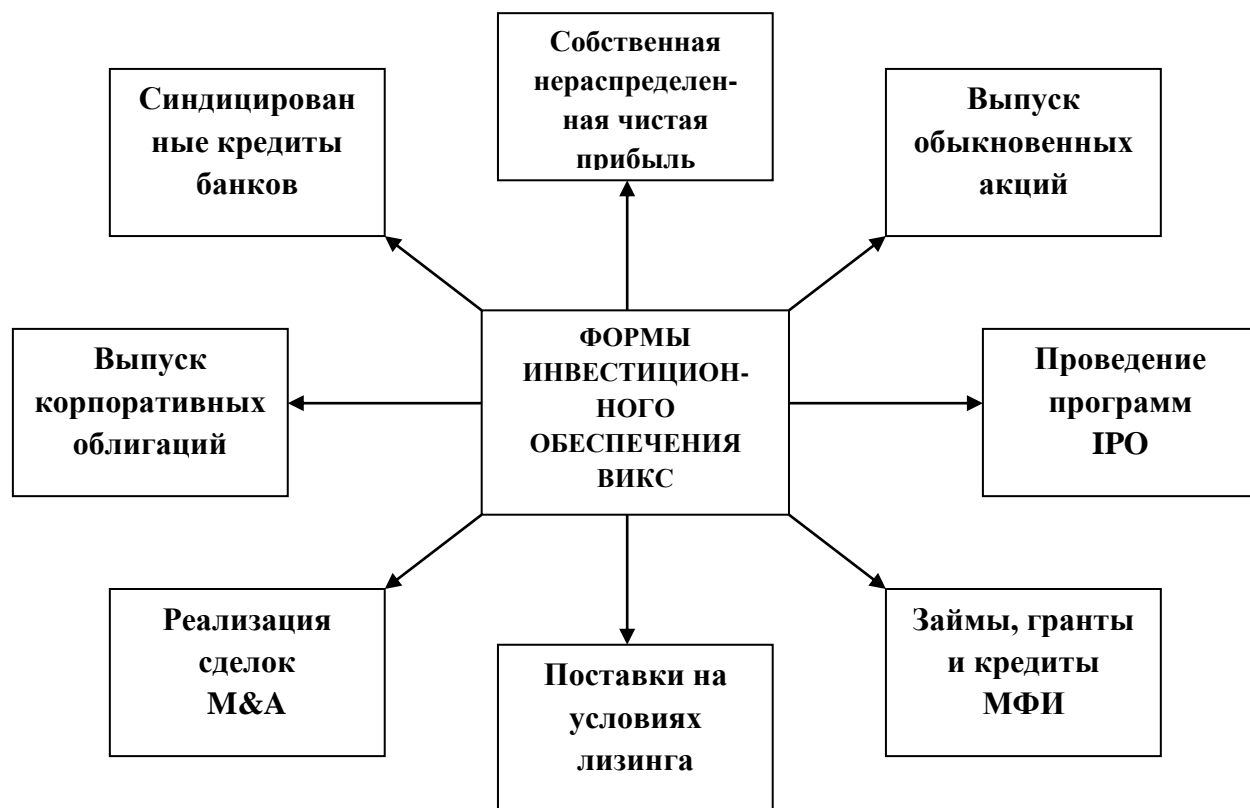 Собственная
нераспределен-
ная чистая
прибыль
Синдицирован
ные кредиты
банков
Выпуск
обыкновенных
акций
Выпуск
корпоративных
облигаций
ФОРМЫ
ИНВЕСТИЦИОН-
НОГО
ОБЕСПЕЧЕНИЯ
ВИКС
Проведение
программ
IPO
Реализация
сделок
M&A
Поставки на
условиях
лизинга
Займы, гранты
и кредиты
МФИ